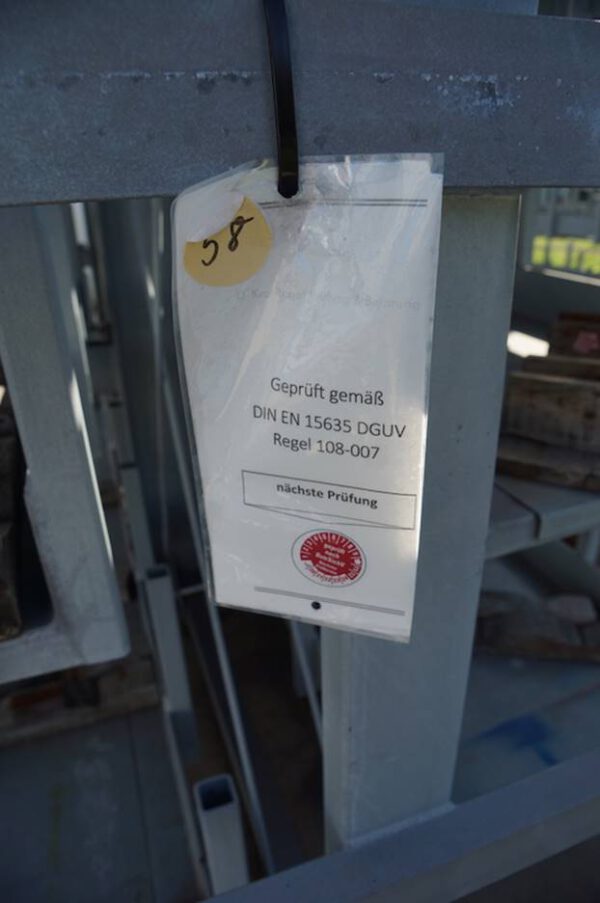 58
Geprüft gemäß
DIN EN 15635 DGUV
Regel 108-007
nächste Prüfung